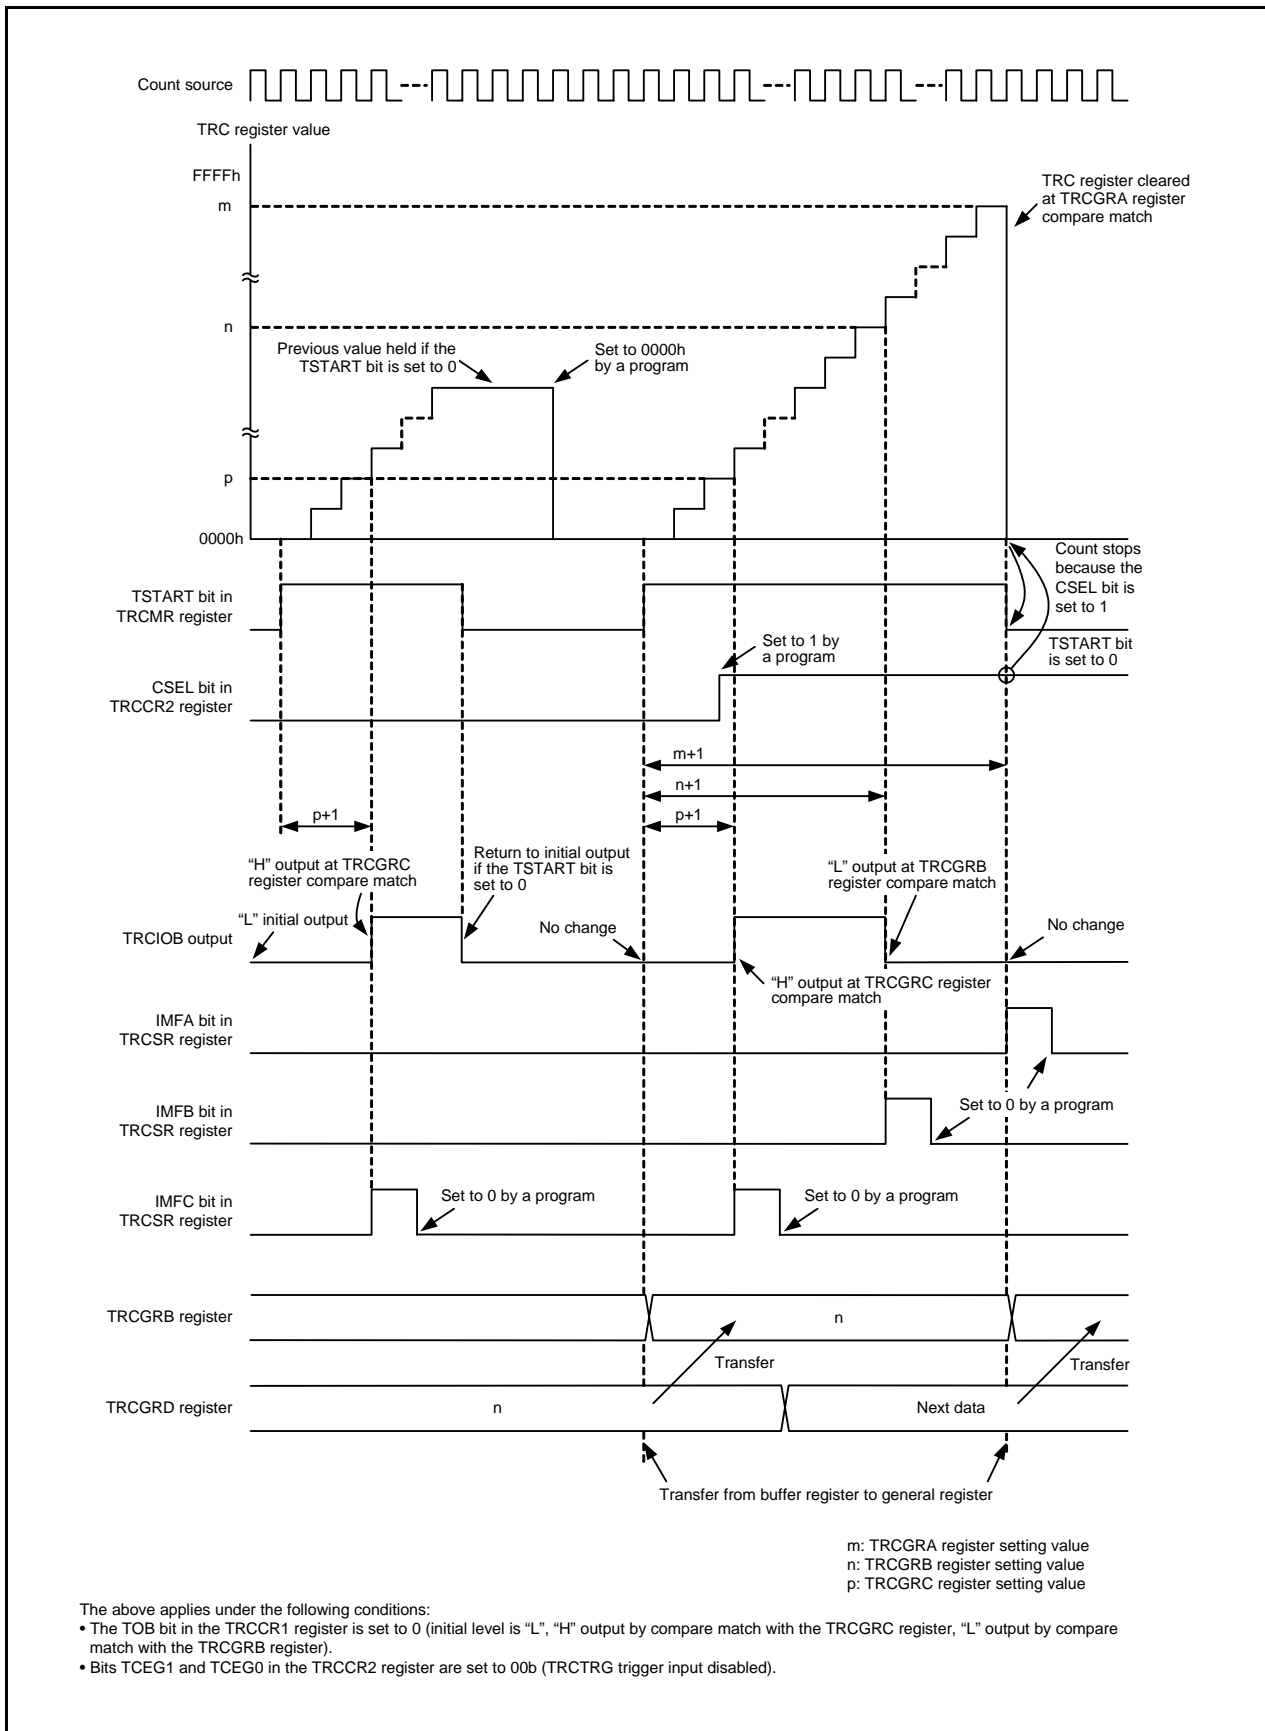 Count source
TRC register value
FFFFh
m
TRC register cleared
at TRCGRA register
compare match
n
Previous value held if the
TSTART bit is set to 0
Set to 0000h
by a program
p
0000h
Count stops
because the
CSEL bit is
set to 1
TSTART bit in
TRCMR register
TSTART bit
is set to 0
Set to 1 by
a program
CSEL bit in
TRCCR2 register
m+1
n+1
p+1
p+1
“H” output at TRCGRC
register compare match
Return to initial output
if the TSTART bit is
set to 0
“L” output at TRCGRB
register compare match
“L” initial output
No change
No change
TRCIOB output
“H” output at TRCGRC register
compare match
IMFA bit in
TRCSR register
Set to 0 by a program
IMFB bit in
TRCSR register
IMFC bit in
TRCSR register
Set to 0 by a program
Set to 0 by a program
TRCGRB register
n
Transfer
Transfer
TRCGRD register
n
Next data
Transfer from buffer register to general register
m: TRCGRA register setting value
n: TRCGRB register setting value
p: TRCGRC register setting value
The above applies under the following conditions:
• The TOB bit in the TRCCR1 register is set to 0 (initial level is “L”, “H” output by compare match with the TRCGRC register, “L” output by compare
match with the TRCGRB register).
• Bits TCEG1 and TCEG0 in the TRCCR2 register are set to 00b (TRCTRG trigger input disabled).